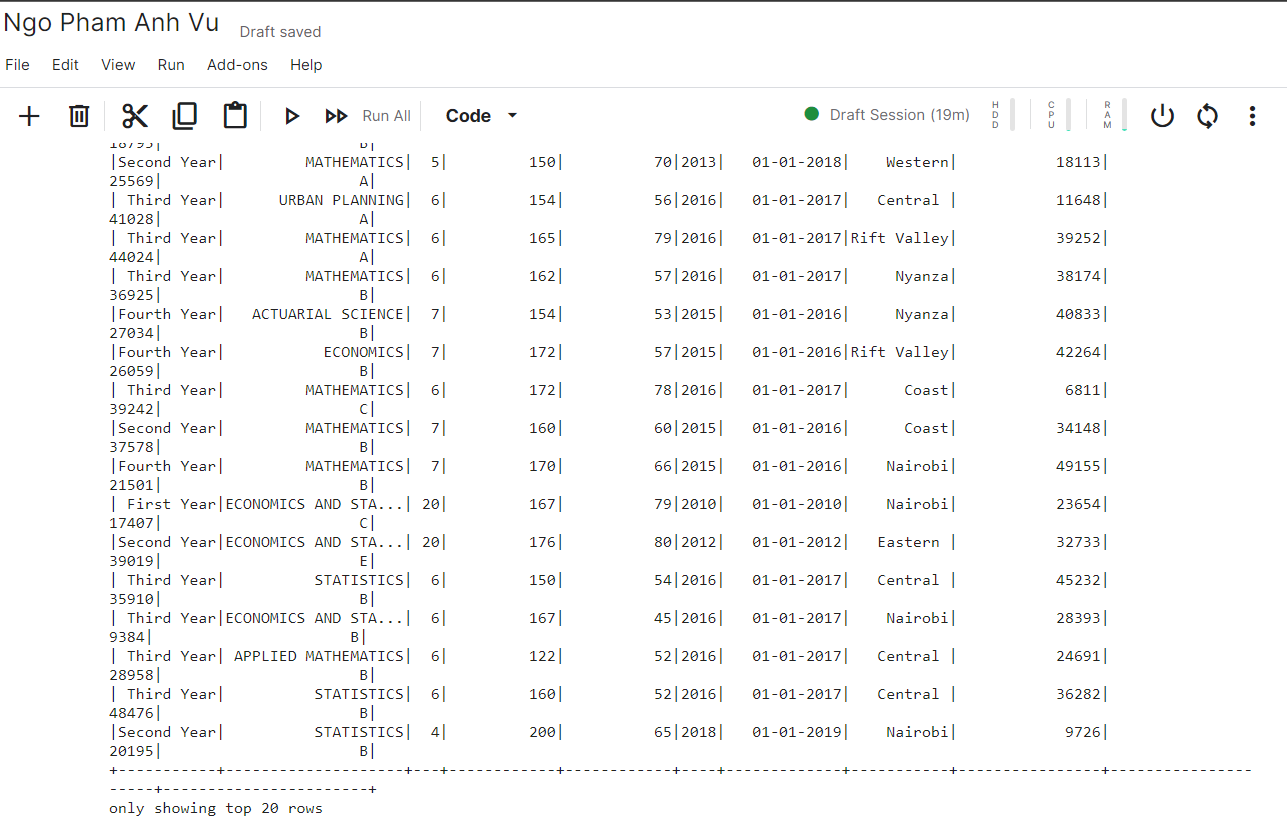 Ngo Pham Anh Vu Draft saved
File Edit View Run Add-ons Help
Run All Code Draft Session (19m) HDD CPU RAM
18795| B|
|Second Year| MATHEMATICS| 5| 150| 70|2013| 01-01-2018| Western| 18113|
25569| A|
| Third Year| URBAN PLANNING| 6| 154| 56|2016| 01-01-2017| Central | 11648|
41028| A|
| Third Year| MATHEMATICS| 6| 165| 79|2016| 01-01-2017|Rift Valley| 39252|
44024| A|
| Third Year| MATHEMATICS| 6| 162| 57|2016| 01-01-2017| Nyanza| 38174|
36925| B|
|Fourth Year| ACTUARIAL SCIENCE| 7| 154| 53|2015| 01-01-2016| Nyanza| 40833|
27034| B|
|Fourth Year| ECONOMICS| 7| 172| 57|2015| 01-01-2016|Rift Valley| 42264|
26059| B|
| Third Year| MATHEMATICS| 6| 172| 78|2016| 01-01-2017| Coast| 6811|
39242| C|
|Second Year| MATHEMATICS| 7| 160| 60|2015| 01-01-2016| Coast| 34148|
37578| B|
|Fourth Year| MATHEMATICS| 7| 170| 66|2015| 01-01-2016| Nairobi| 49155|
21501| B|
| First Year|ECONOMICS AND STA...| 20| 167| 79|2010| 01-01-2010| Nairobi| 23654|
17407| C|
|Second Year|ECONOMICS AND STA...| 20| 176| 80|2012| 01-01-2012| Eastern | 32733|
39019| E|
| Third Year| STATISTICS| 6| 150| 54|2016| 01-01-2017| Central | 45232|
35910| B|
| Third Year|ECONOMICS AND STA...| 6| 167| 45|2016| 01-01-2017| Nairobi| 28393|
9384| B|
| Third Year| APPLIED MATHEMATICS| 6| 122| 52|2016| 01-01-2017| Central | 24691|
28958| B|
| Third Year| STATISTICS| 6| 160| 52|2016| 01-01-2017| Central | 36282|
48476| B|
|Second Year| STATISTICS| 4| 200| 65|2018| 01-01-2019| Nairobi| 9726|
20195| B|
+-----------+--------------------+---+------------+------------+----+-------------+-----------+----------------+----------------
-----+-----------------------+
only showing top 20 rows